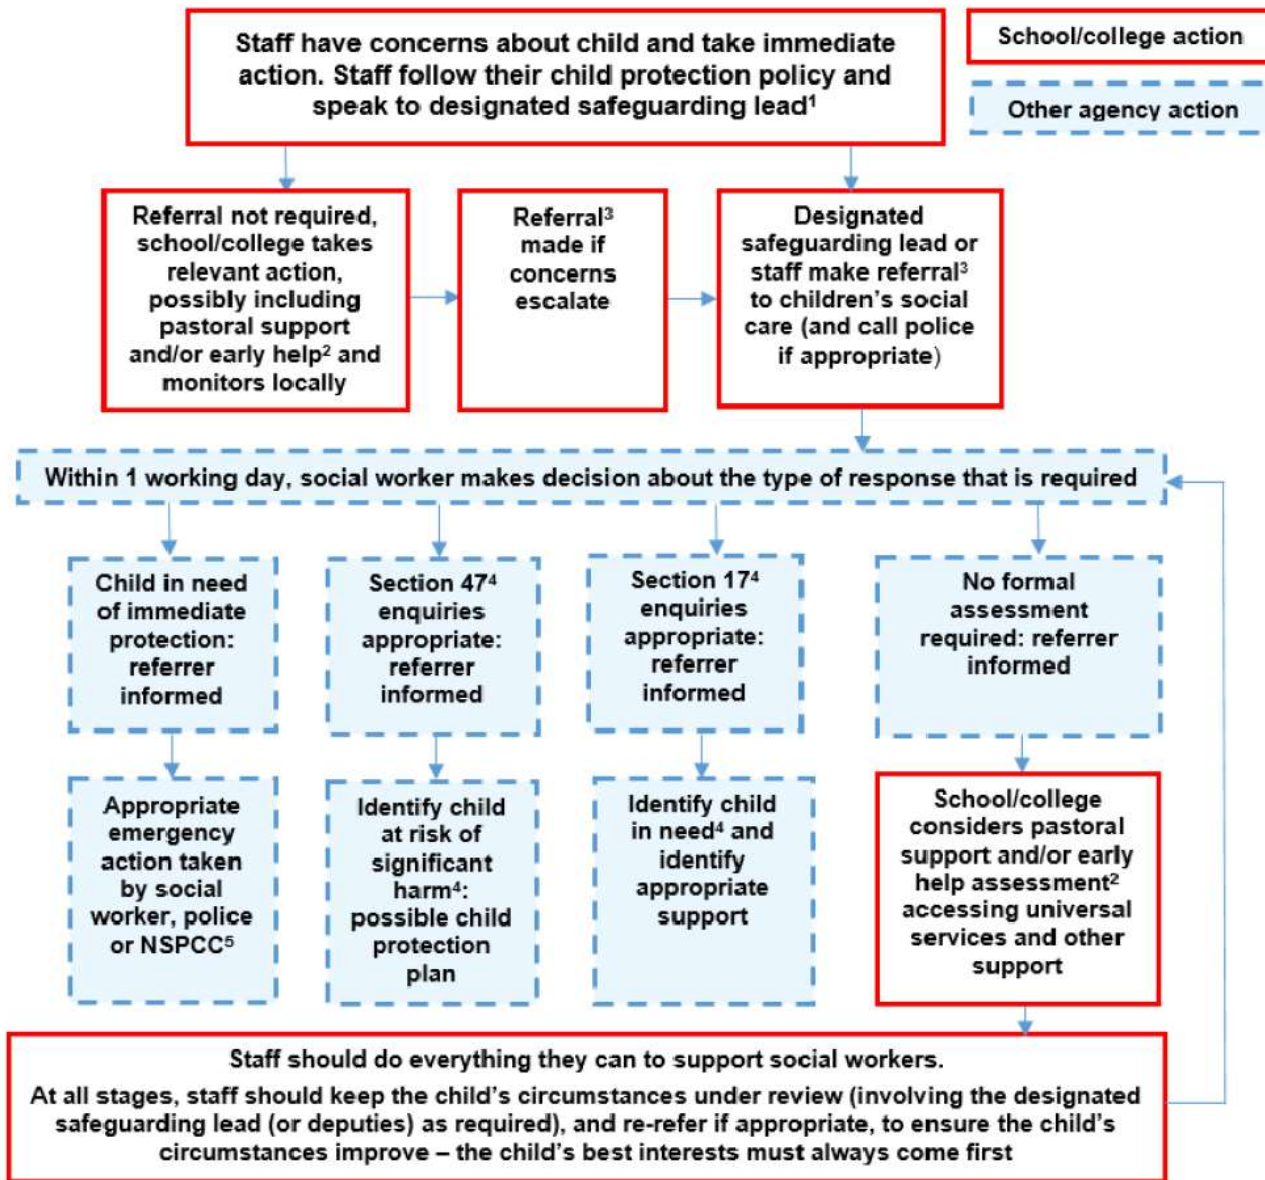 Staff have concerns about child and take immediate
action. Staff follow their child protection policy and
speak to designated safeguarding lead¹
School/college action
Other agency action
Referral not required,
school/college takes
relevant action,
possibly including
pastoral support
and/or early help² and
monitors locally
Referral³
made if
concerns
escalate
Designated
safeguarding lead or
staff make referral³
to children's social
care (and call police
if appropriate)
Within 1 working day, social worker makes decision about the type of response that is required
Child in need
of immediate
protection:
referrer
informed
Section 47⁴
enquiries
appropriate:
referrer
informed
Section 17⁴
enquiries
appropriate:
referrer
informed
No formal
assessment
required: referrer
informed
Appropriate
emergency
action taken
by social
worker, police
or NSPCC⁵
Identify child
at risk of
significant
harm⁴:
possible child
protection
plan
Identify child
in need⁴ and
identify
appropriate
support
School/college
considers pastoral
support and/or early
help assessment²
accessing universal
services and other
support
Staff should do everything they can to support social workers.
At all stages, staff should keep the child's circumstances under review (involving the designated
safeguarding lead (or deputies) as required), and re-refer if appropriate, to ensure the child's
circumstances improve – the child's best interests must always come first